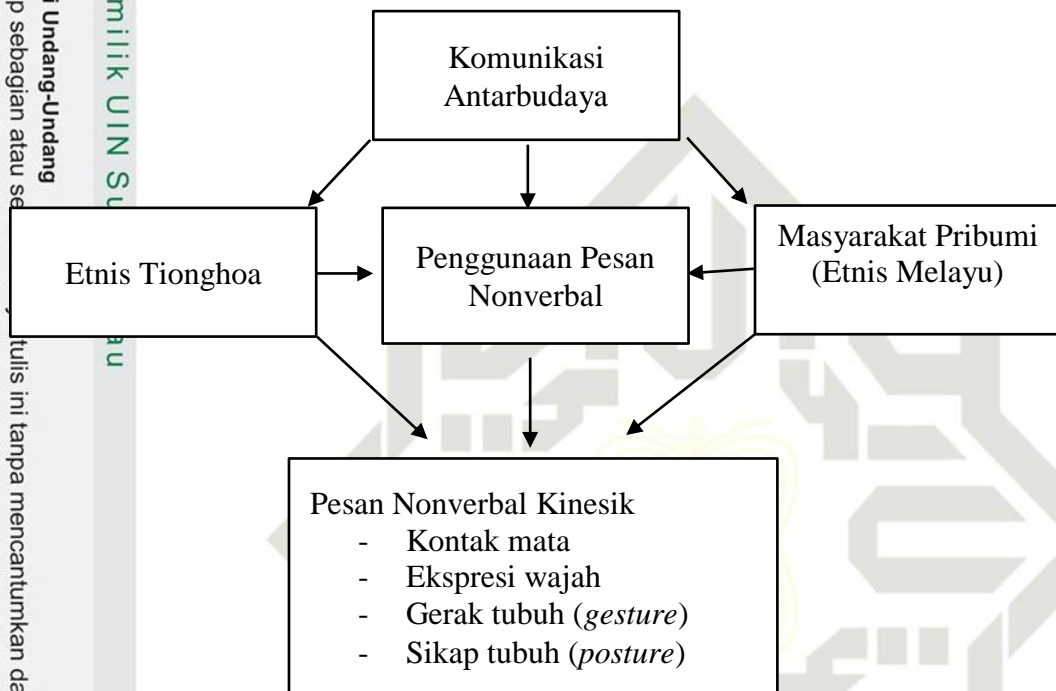 milik UIN Su
au
i Undang-Undang
p sebagian atau se
tulis ini tanpa mencantumkan da
Komunikasi
Antarbudaya
Etnis Tionghoa
Penggunaan Pesan
Nonverbal
Masyarakat Pribumi
(Etnis Melayu)
Pesan Nonverbal Kinesik
- Kontak mata
- Ekspresi wajah
- Gerak tubuh (gesture)
- Sikap tubuh (posture)